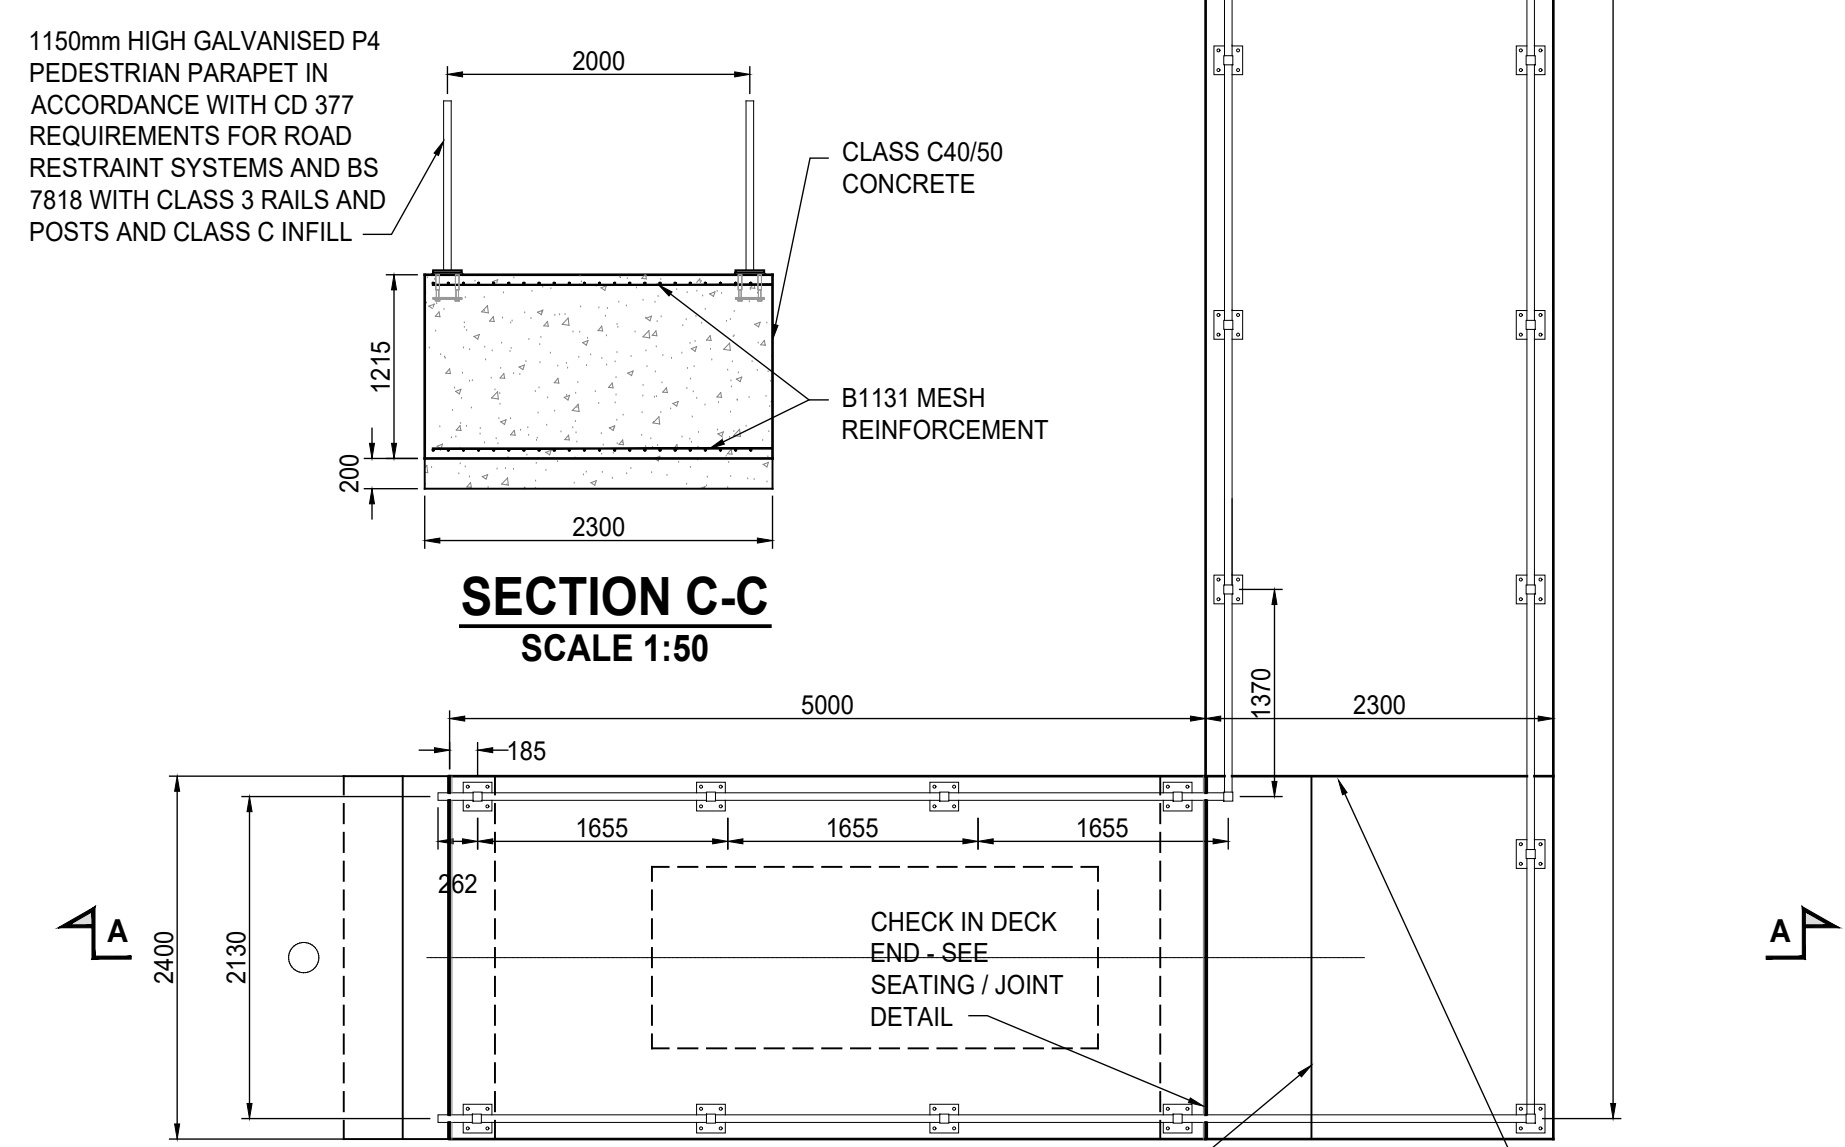 1150mm HIGH GALVANISED P4
PEDESTRIAN PARAPET IN
ACCORDANCE WITH CD 377
REQUIREMENTS FOR ROAD
RESTRAINT SYSTEMS AND BS
7818 WITH CLASS 3 RAILS AND
POSTS AND CLASS C INFILL
2000
CLASS C40/50
CONCRETE
1215
B1131 MESH
REINFORCEMENT
200
2300
SECTION C-C
SCALE 1:50
5000
1370
2300
185
1655
1655
1655
262
2400
2130
A
CHECK IN DECK
END - SEE
SEATING / JOINT
DETAIL
A